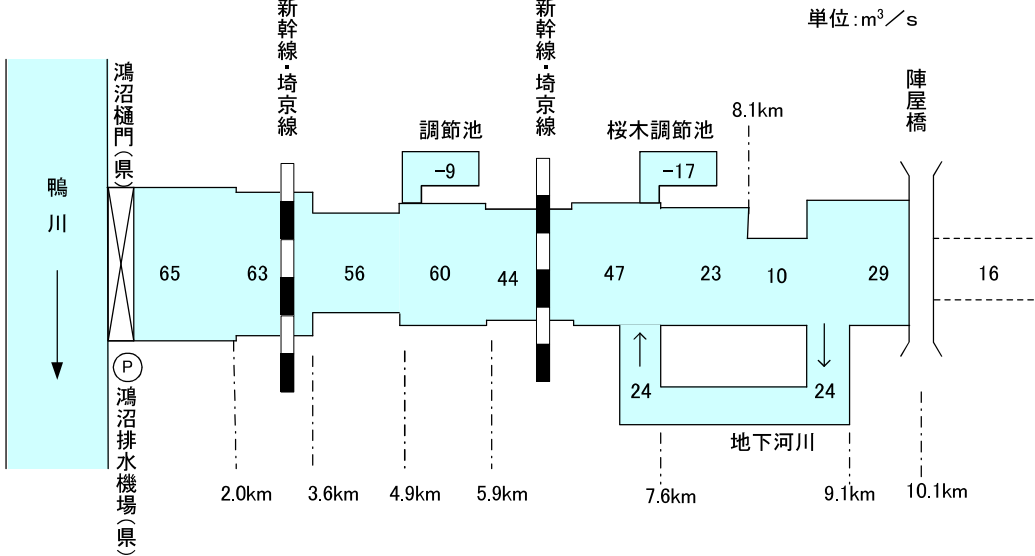 単位:m³/s
新幹線・埼京線
新幹線・埼京線
鴻沼樋門(県)
陣屋橋
8.1km
調節池
桜木調節池
-9
-17
鴨川
65
63
56
60
44
47
23
10
29
16
24
24
地下河川
P
鴻沼排水機場(県)
2.0km
3.6km
4.9km
5.9km
7.6km
9.1km
10.1km